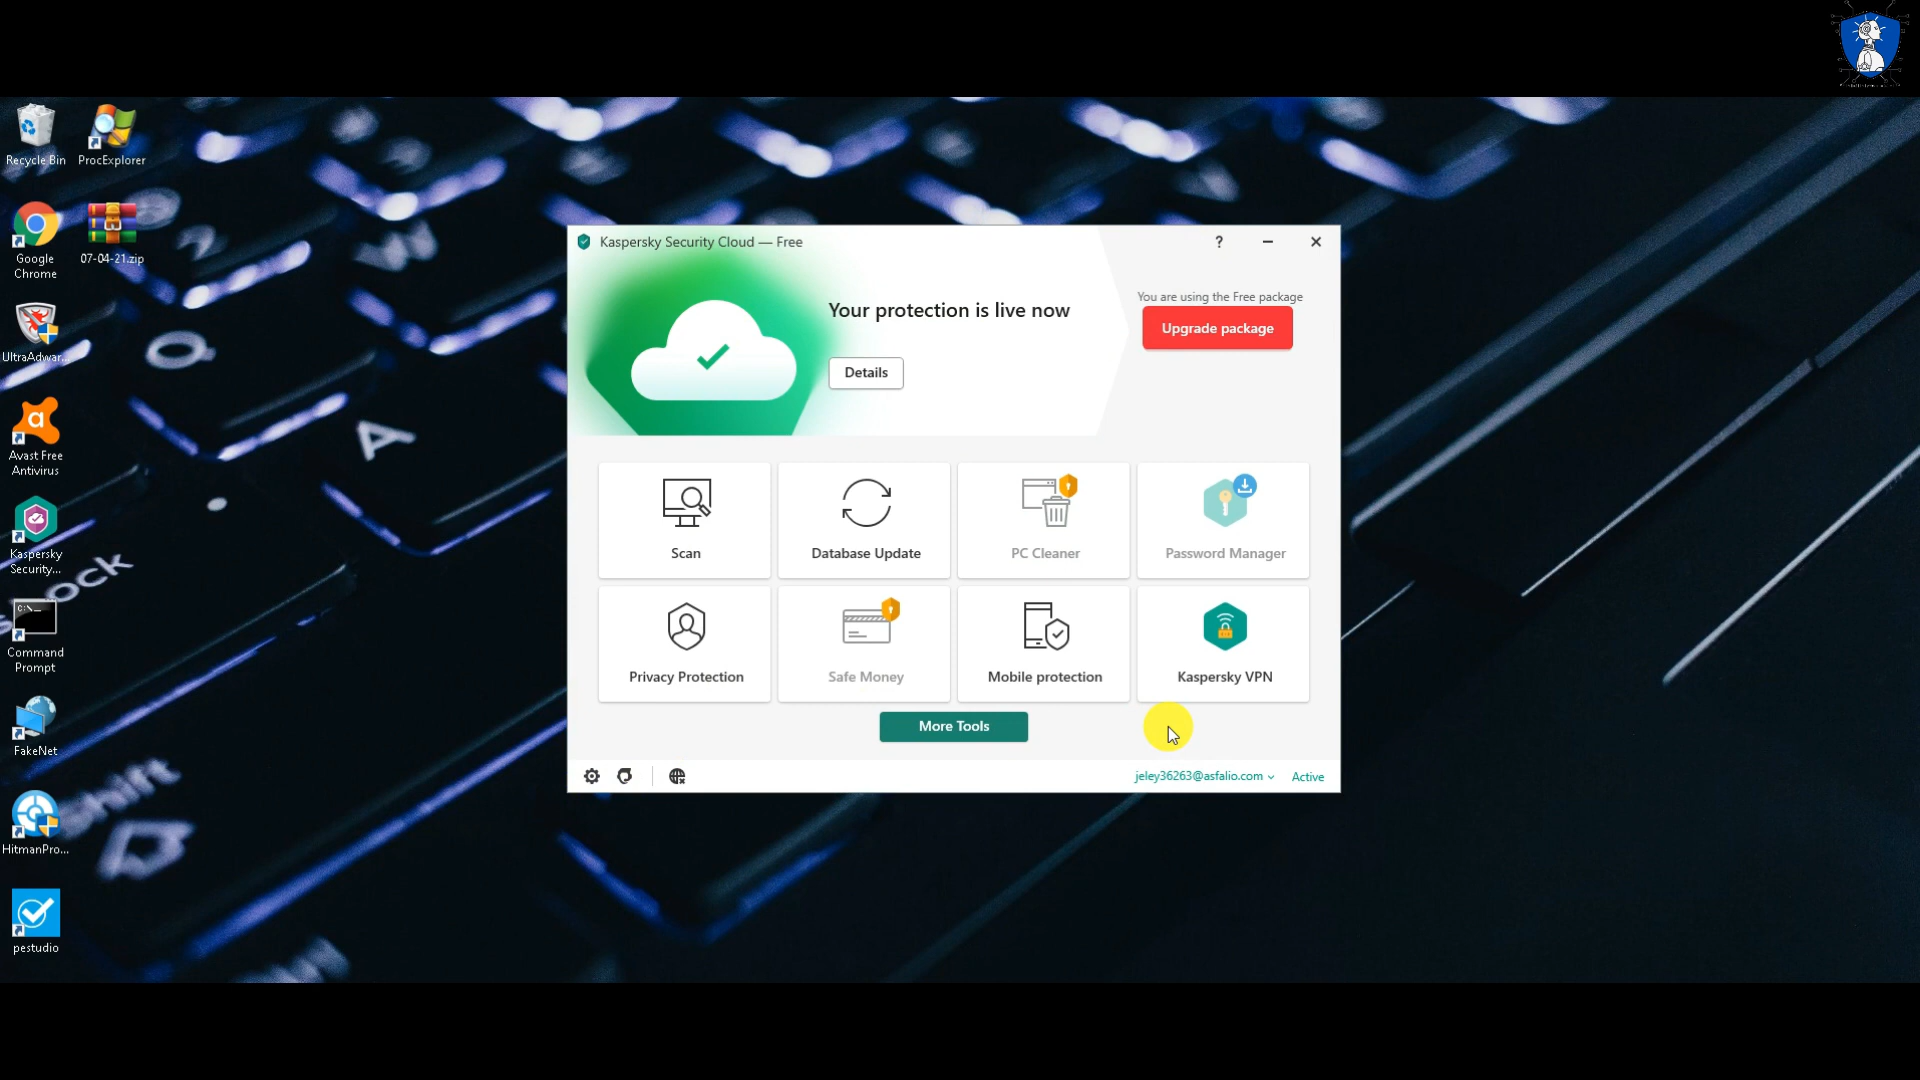 Recycle Bin
ProcExplorer
Google
Chrome
07-04-21.zip
UltraAdwar...
Avast Free
Antivirus
Kaspersky
Security...
Command
Prompt
FakeNet
HitmanPro...
pestudio
Kaspersky Security Cloud — Free
?
Your protection is live now
Details
You are using the Free package
Upgrade package
Scan
Database Update
PC Cleaner
Password Manager
Privacy Protection
Safe Money
Mobile protection
Kaspersky VPN
More Tools
jeley36263@asfalio.com
Active
C:\_
Q
W
A
ock
Shift